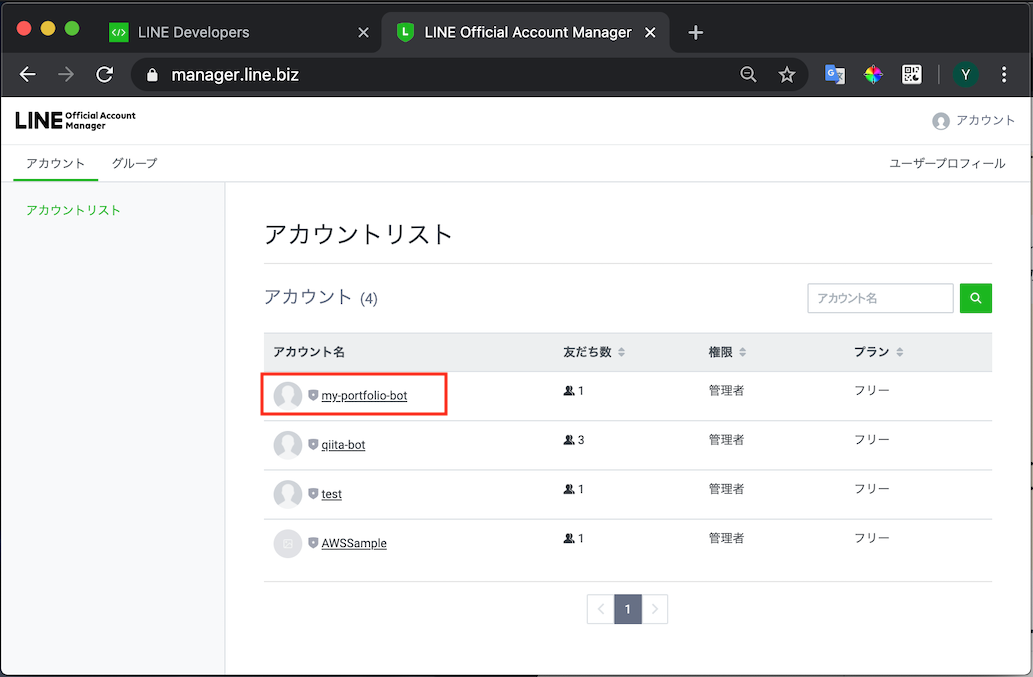 LINE Developers
LINE Official Account Manager
manager.line.biz
Y
LINE Official Account Manager
アカウント
アカウント
グループ
ユーザープロフィール
アカウントリスト
アカウントリスト
アカウント (4)
アカウント名
アカウント名 友だち数 権限 プラン
my-portfolio-bot 1 管理者 フリー
qiita-bot 3 管理者 フリー
test 1 管理者 フリー
AWSSample 1 管理者 フリー
1